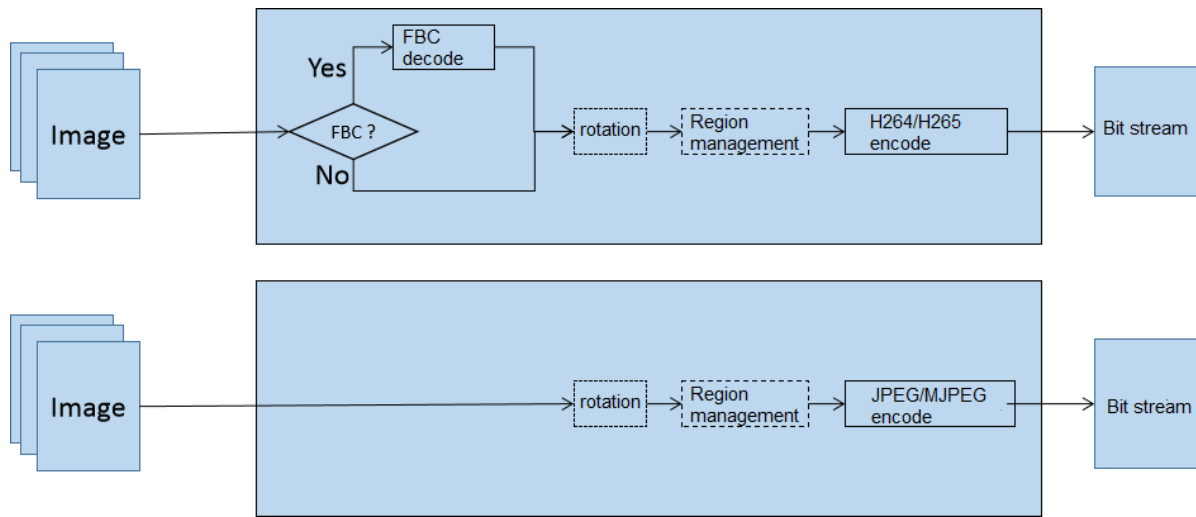 Image
FBC ?
Yes
No
FBC
decode
rotation
Region
management
H264/H265
encode
Bit stream
Image
rotation
Region
management
JPEG/MJPEG
encode
Bit stream